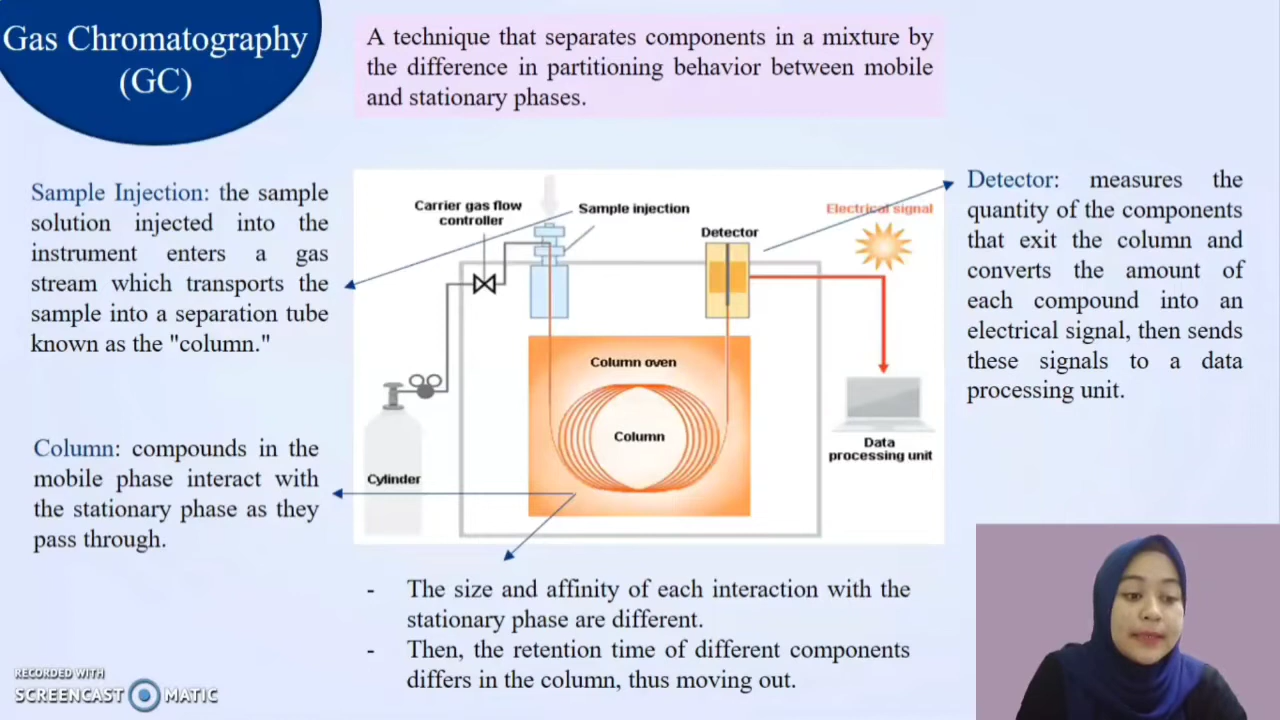 Gas Chromatography
(GC)
A technique that separates components in a mixture by
the difference in partitioning behavior between mobile
and stationary phases.
Sample Injection: the sample
solution injected into the
instrument enters a gas
stream which transports the
sample into a separation tube
known as the "column."
Column: compounds in the
mobile phase interact with
the stationary phase as they
pass through.
Carrier gas flow
controller
Sample injection
Detector
Electrical signal
Column oven
Column
Cylinder
Data
processing unit
Detector: measures the
quantity of the components
that exit the column and
converts the amount of
each compound into an
electrical signal, then sends
these signals to a data
processing unit.
- The size and affinity of each interaction with the
stationary phase are different.
- Then, the retention time of different components
differs in the column, thus moving out.
RECORDED WITH
SCREENCAST MATIC